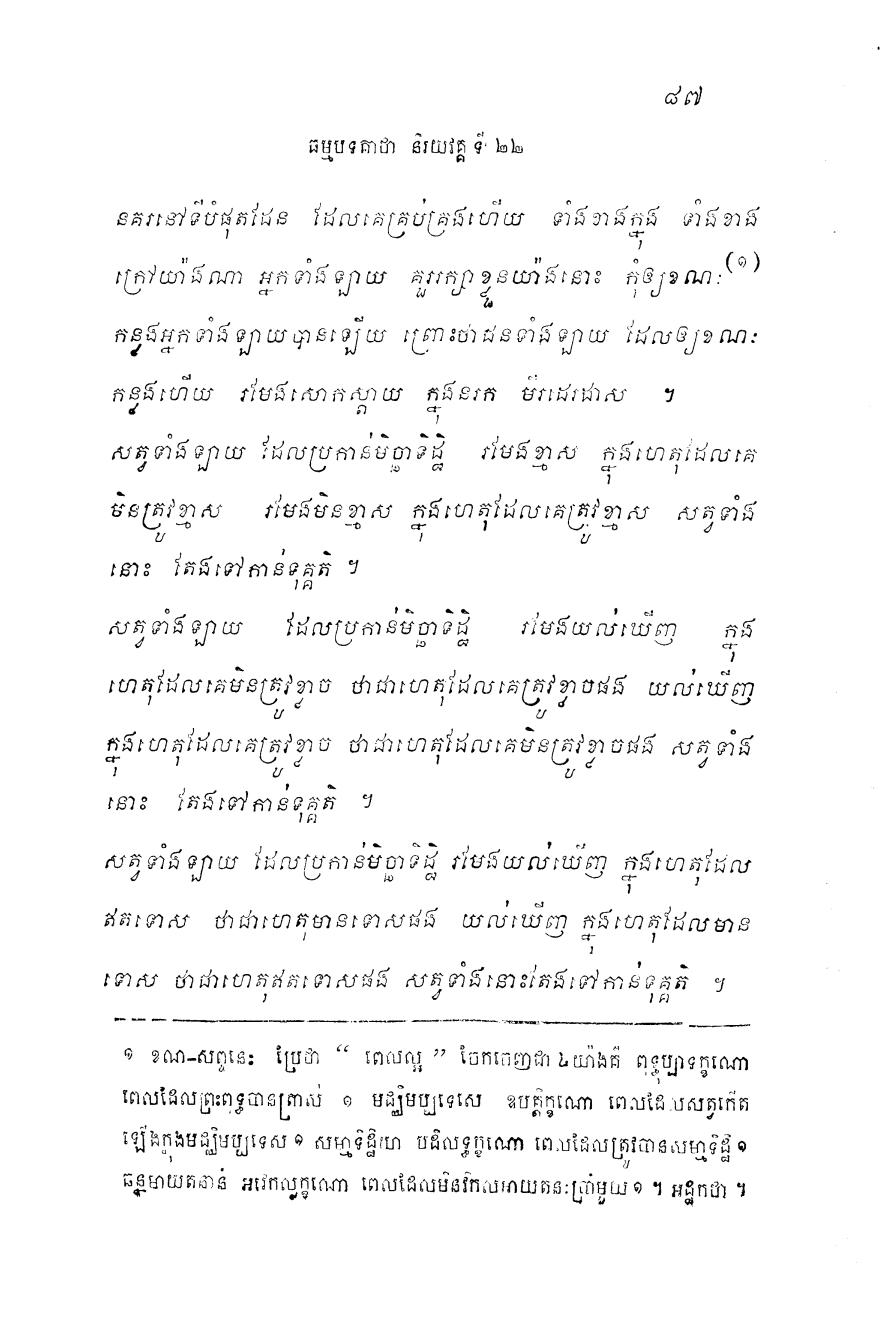 ៨៧
ធម្មបទគាថា និរយវគ្គ ទី ២២
នគរនៅទីបំផុតដែន ដែលគេគ្រប់គ្រងហើយ ទាំងខាងក្នុង ទាំងខាង
ក្រៅយ៉ាងណា អ្នកទាំងឡាយ គួររក្សាខ្លួនយ៉ាងនោះ កុំឲ្យខណៈ(១)
កន្លងអ្នកទាំងឡាយបានឡើយ ព្រោះថាជនទាំងឡាយ ដែលឲ្យខណៈ
កន្លងហើយ រមែងសោកស្តាយ ក្នុងនរក ម៉រដេរដាស ។
សត្វទាំងឡាយ ដែលប្រកាន់មិច្ឆាទិដ្ឋិ រមែងខ្មាស ក្នុងហេតុដែលគេ
មិនត្រូវខ្មាស រមែងមិនខ្មាស ក្នុងហេតុដែលគេត្រូវខ្មាស សត្វទាំង
នោះ តែងទៅកាន់ទុគ្គតិ ។
សត្វទាំងឡាយ ដែលប្រកាន់មិច្ឆាទិដ្ឋិ រមែងយល់ឃើញ ក្នុង
ហេតុដែលគេមិនត្រូវខ្លាច ថាជាហេតុដែលគេត្រូវខ្លាចផង យល់ឃើញ
ក្នុងហេតុដែលគេត្រូវខ្លាច ថាជាហេតុដែលគេមិនត្រូវខ្លាចផង សត្វទាំង
នោះ តែងទៅកាន់ទុគ្គតិ ។
សត្វទាំងឡាយ ដែលប្រកាន់មិច្ឆាទិដ្ឋិ រមែងយល់ឃើញ ក្នុងហេតុដែល
ឥតទោស ថាជាហេតុមានទោសផង យល់ឃើញ ក្នុងហេតុដែលមាន
ទោស ថាជាហេតុឥតទោសផង សត្វទាំងនោះតែងទៅកាន់ទុគ្គតិ ។
១ ខណ-សព្ទនេះ ប្រែថា “ ពេលល្អ ” ចែកចេញជា ៤យ៉ាងគឺ ពុទ្ធុប្បាទក្ខណោ
ពេលដែលព្រះពុទ្ធបានត្រាស់ ១ មជ្ឈិមប្បទេសេ ឧបត្តិក្ខណោ ពេលដែលសត្វកើត
ឡើងក្នុងមជ្ឈិមប្បទេស ១ សម្មាទិដ្ឋិយា បដិលទ្ធក្ខណោ ពេលដែលត្រូវបានសម្មាទិដ្ឋិ ១
ឆន្នមាយតនានំ អវេកល្លក្ខណោ ពេលដែលមិនវិកលអាយតនៈប្រាំមួយ ១ ។ អដ្ឋកថា ។